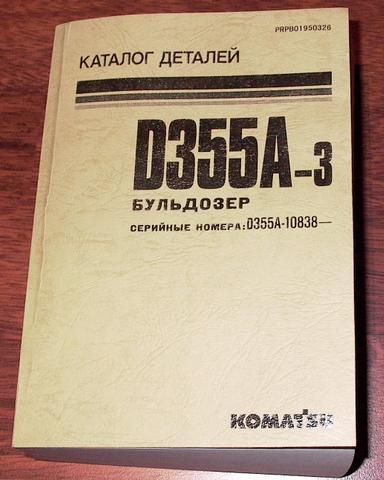 PRPB01950326
КАТАЛОГ ДЕТАЛЕЙ
D355A-3
БУЛЬДОЗЕР
СЕРИЙНЫЕ НОМЕРА: D355A-10838—
KOMATSU